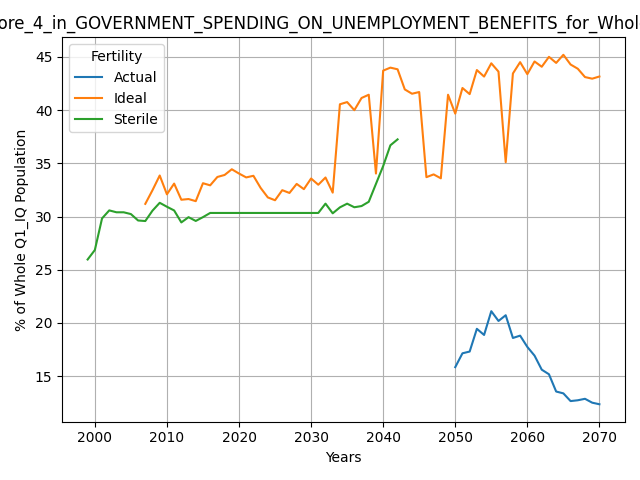 ore_4_in_GOVERNMENT_SPENDING_ON_UNEMPLOYMENT_BENEFITS_for_Whol
Fertility
Actual
Ideal
Sterile
% of Whole Q1_IQ Population
45
40
35
30
25
20
15
2000 2010 2020 2030 2040 2050 2060 2070
Years